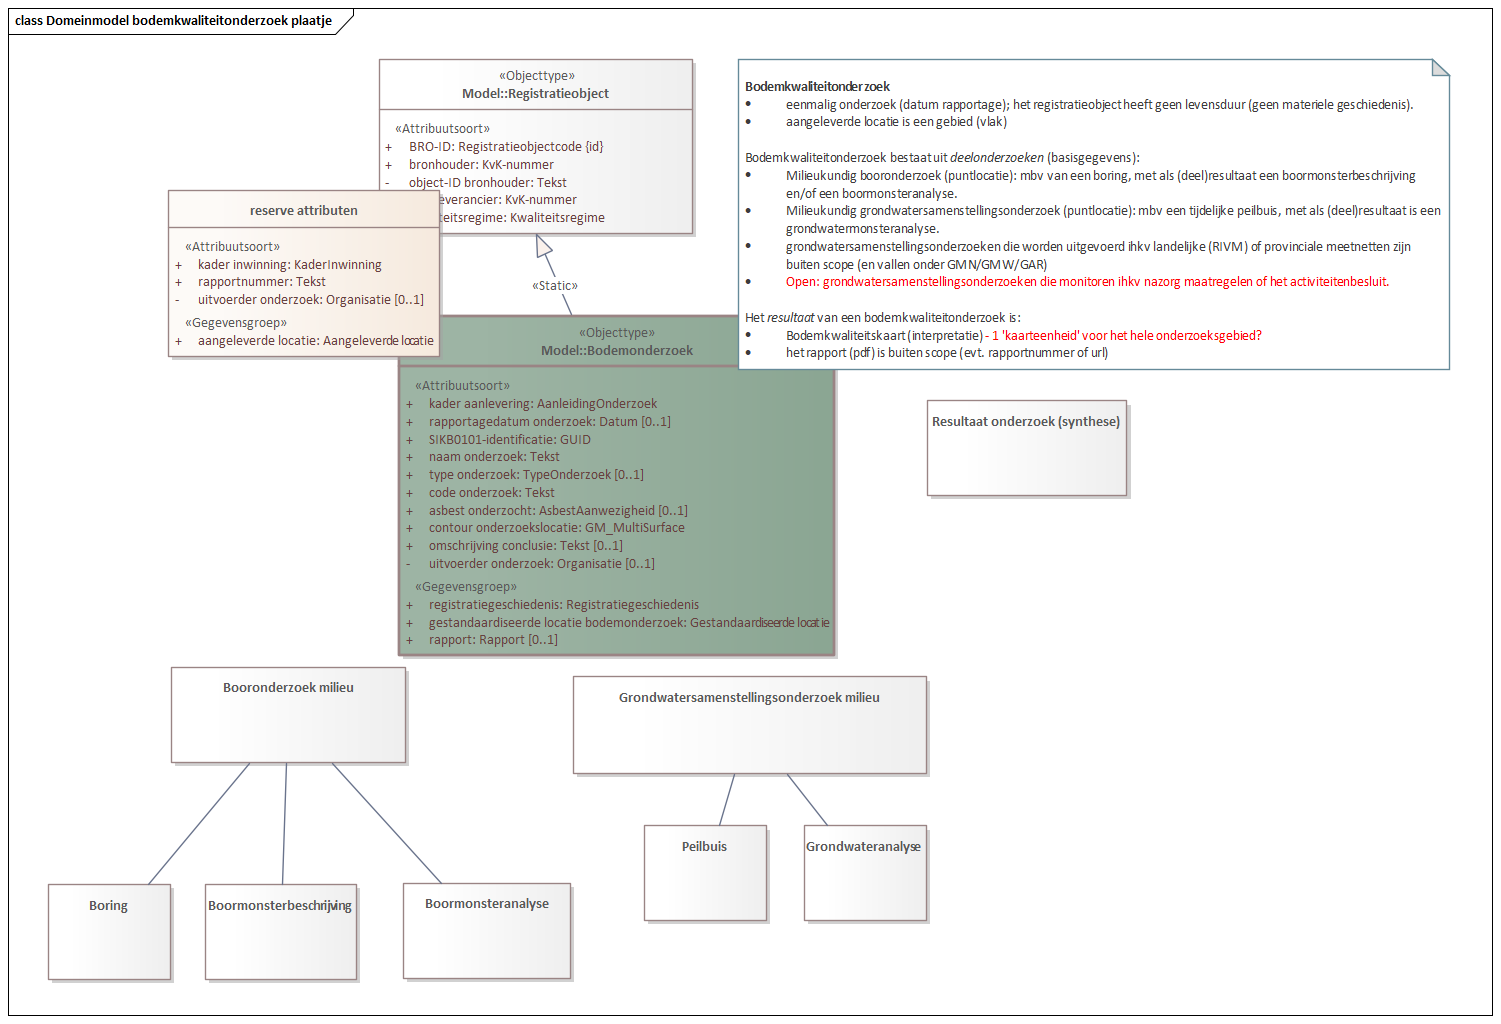 class Domeinmodel bodemkwaliteitonderzoek plaatje
«Objecttype»
Model::Registratieobject
«Attribuutsoort»
+ BRO-ID: Registratieobjectcode {id}
+ bronhouder: KvK-nummer
- object-ID bronhouder: Tekst
everancier: KvK-nummer
teitsregime: Kwaliteitsregime
reserve attributen
«Attribuutsoort»
+ kader inwinning: KaderInwinning
+ rapportnummer: Tekst
- uitvoerder onderzoek: Organisatie [0..1]
«Gegevensgroep»
+ aangeleverde locatie: Aangeleverde locatie
«Static»
Bodemkwaliteitonderzoek
• eenmalig onderzoek (datum rapportage); het registratieobject heeft geen levensduur (geen materiele geschiedenis).
• aangeleverde locatie is een gebied (vlak)
Bodemkwaliteitonderzoek bestaat uit deelonderzoeken (basisgegevens):
• Milieukundig booronderzoek (puntlocatie): mbv van een boring, met als (deel)resultaat een boormonsterbeschrijving
en/of een boormonsteranalyse.
• Milieukundig grondwatersamenstellingsonderzoek (puntlocatie): mbv een tijdelijke peilbuis, met als (deel)resultaat is een
grondwatermonsteranalyse.
• grondwatersamenstellingsonderzoeken die worden uitgevoerd ihkv landelijke (RIVM) of provinciale meetnetten zijn
buiten scope (en vallen onder GMN/GMW/GAR)
• Open: grondwatersamenstellingsonderzoeken die monitoren ihkv nazorg maatregelen of het activiteitenbesluit.
Het resultaat van een bodemkwaliteitonderzoek is:
• Bodemkwaliteitskaart (interpretatie) - 1 'kaarteenheid' voor het hele onderzoeksgebied?
• het rapport (pdf) is buiten scope (evt. rapportnummer of url)
«Objecttype»
Model::Bodemonderzoek
«Attribuutsoort»
+ kader aanlevering: AanleidingOnderzoek
+ rapportagedatum onderzoek: Datum [0..1]
+ SIKB0101-identificatie: GUID
+ naam onderzoek: Tekst
+ type onderzoek: TypeOnderzoek [0..1]
+ code onderzoek: Tekst
+ asbest onderzocht: AsbestAanwezigheid [0..1]
+ contour onderzoekslocatie: GM_MultiSurface
+ omschrijving conclusie: Tekst [0..1]
- uitvoerder onderzoek: Organisatie [0..1]
«Gegevensgroep»
+ registratiegeschiedenis: Registratiegeschiedenis
+ gestandaardiseerde locatie bodemonderzoek: Gestandaardiseerde locatie
+ rapport: Rapport [0..1]
Resultaat onderzoek (synthese)
Booronderzoek milieu
Grondwatersamenstellingsonderzoek milieu
Peilbuis
Grondwateranalyse
Boring
Boormonsterbeschrijving
Boormonsteranalyse